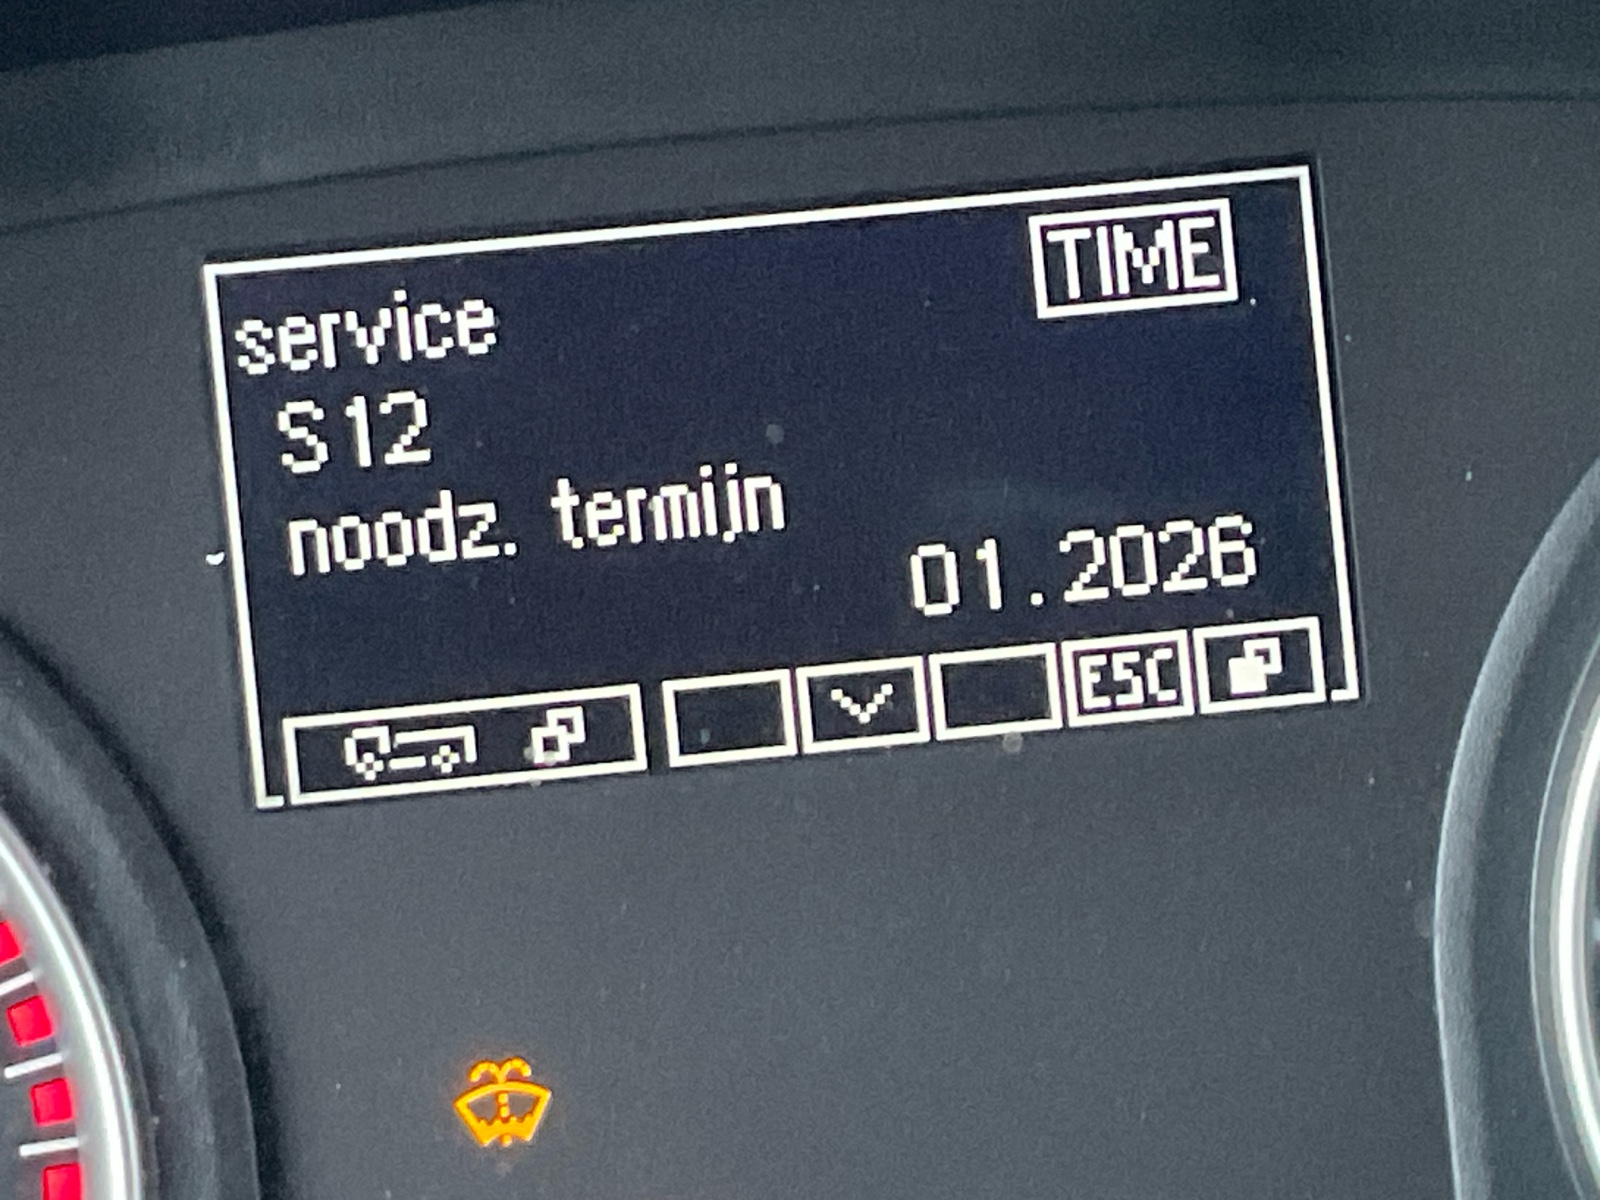 TIME
service
S12
noodz. termijn
01.2026
ESC